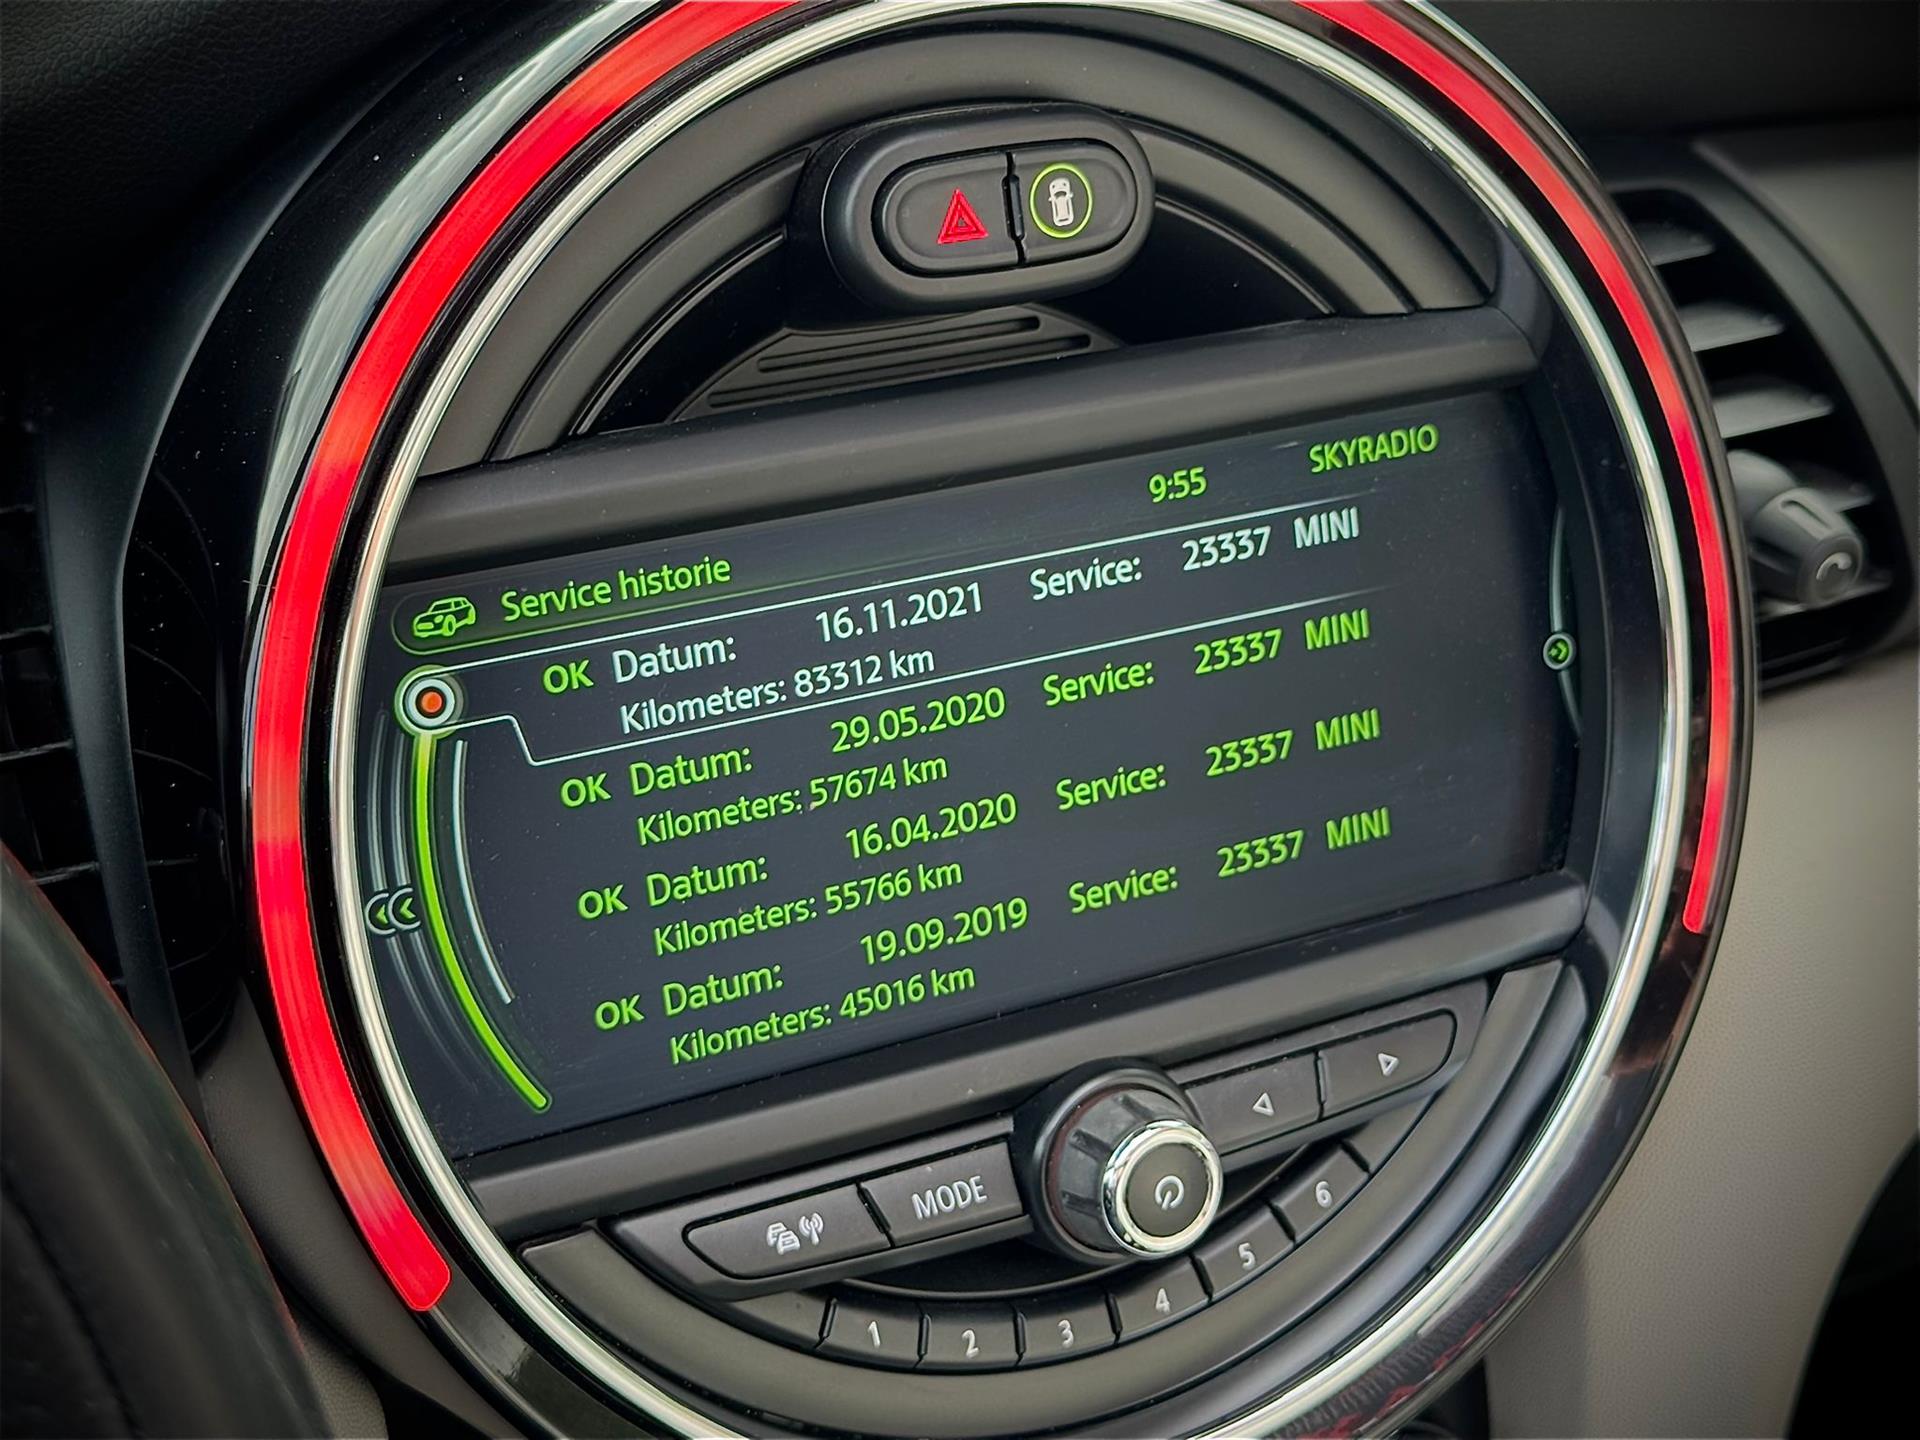 9:55 SKYRADIO
Service historie
OK Datum: 16.11.2021 Service: 23337 MINI
Kilometers: 83312 km
OK Datum: 29.05.2020 Service: 23337 MINI
Kilometers: 57674 km
OK Datum: 16.04.2020 Service: 23337 MINI
Kilometers: 55766 km
OK Datum: 19.09.2019 Service: 23337 MINI
Kilometers: 45016 km
MODE
1 2 3 4 5 6